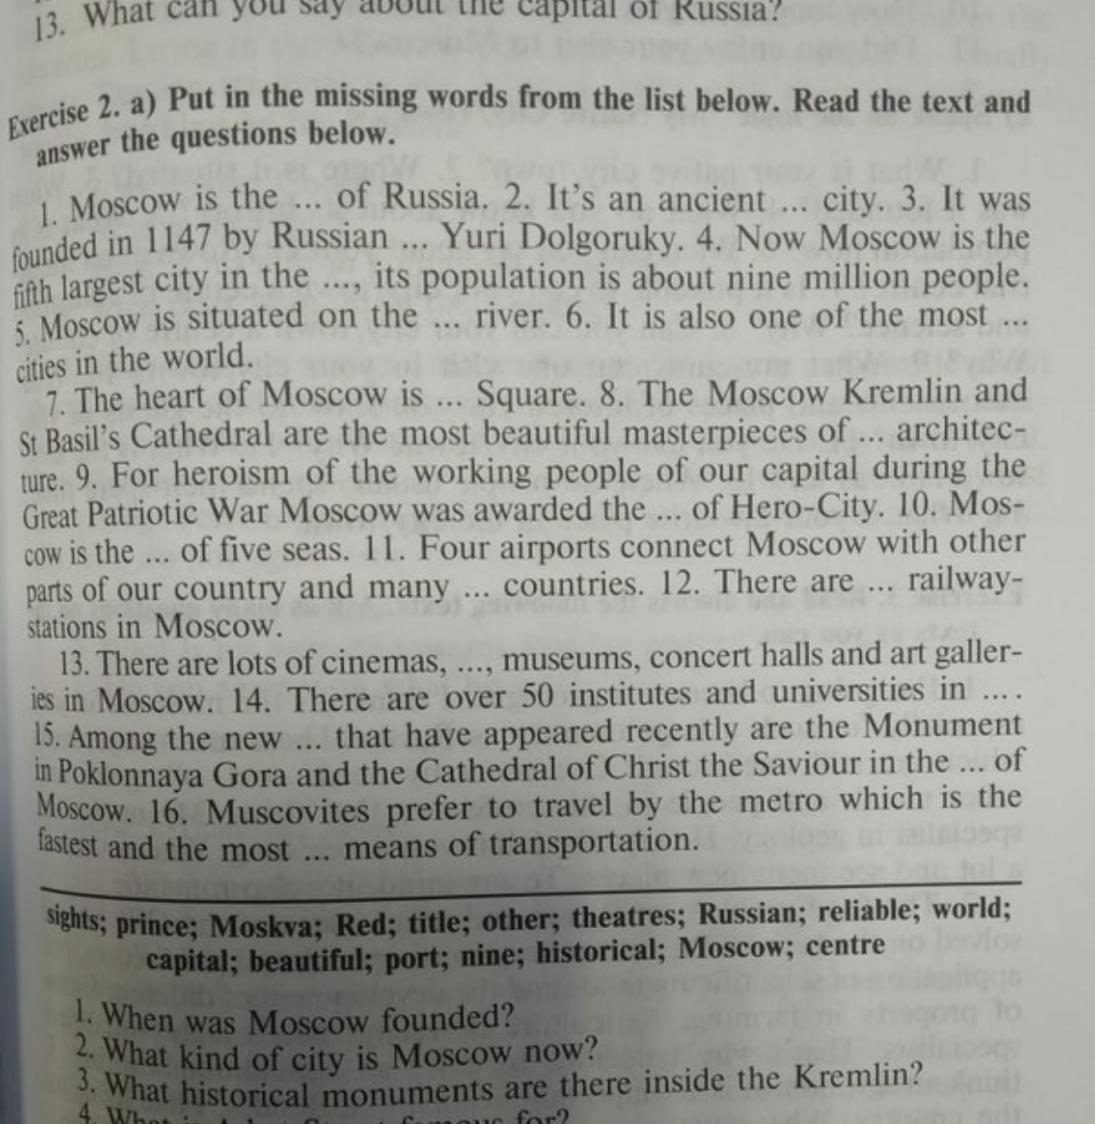 13. What can you say about the capital of Russia?
Exercise 2. a) Put in the missing words from the list below. Read the text and
answer the questions below.
1. Moscow is the ... of Russia. 2. It's an ancient ... city. 3. It was
founded in 1147 by Russian ... Yuri Dolgoruky. 4. Now Moscow is the
fifth largest city in the ..., its population is about nine million people.
5. Moscow is situated on the ... river. 6. It is also one of the most ...
cities in the world.
7. The heart of Moscow is ... Square. 8. The Moscow Kremlin and
St Basil's Cathedral are the most beautiful masterpieces of ... architec-
ture. 9. For heroism of the working people of our capital during the
Great Patriotic War Moscow was awarded the ... of Hero-City. 10. Mos-
cow is the ... of five seas. 11. Four airports connect Moscow with other
parts of our country and many ... countries. 12. There are ... railway-
stations in Moscow.
13. There are lots of cinemas, ..., museums, concert halls and art galler-
ies in Moscow. 14. There are over 50 institutes and universities in ... .
15. Among the new ... that have appeared recently are the Monument
in Poklonnaya Gora and the Cathedral of Christ the Saviour in the ... of
Moscow. 16. Muscovites prefer to travel by the metro which is the
fastest and the most ... means of transportation.
sights; prince; Moskva; Red; title; other; theatres; Russian; reliable; world;
capital; beautiful; port; nine; historical; Moscow; centre
1. When was Moscow founded?
2. What kind of city is Moscow now?
3. What historical monuments are there inside the Kremlin?
4. What is Street famous for?